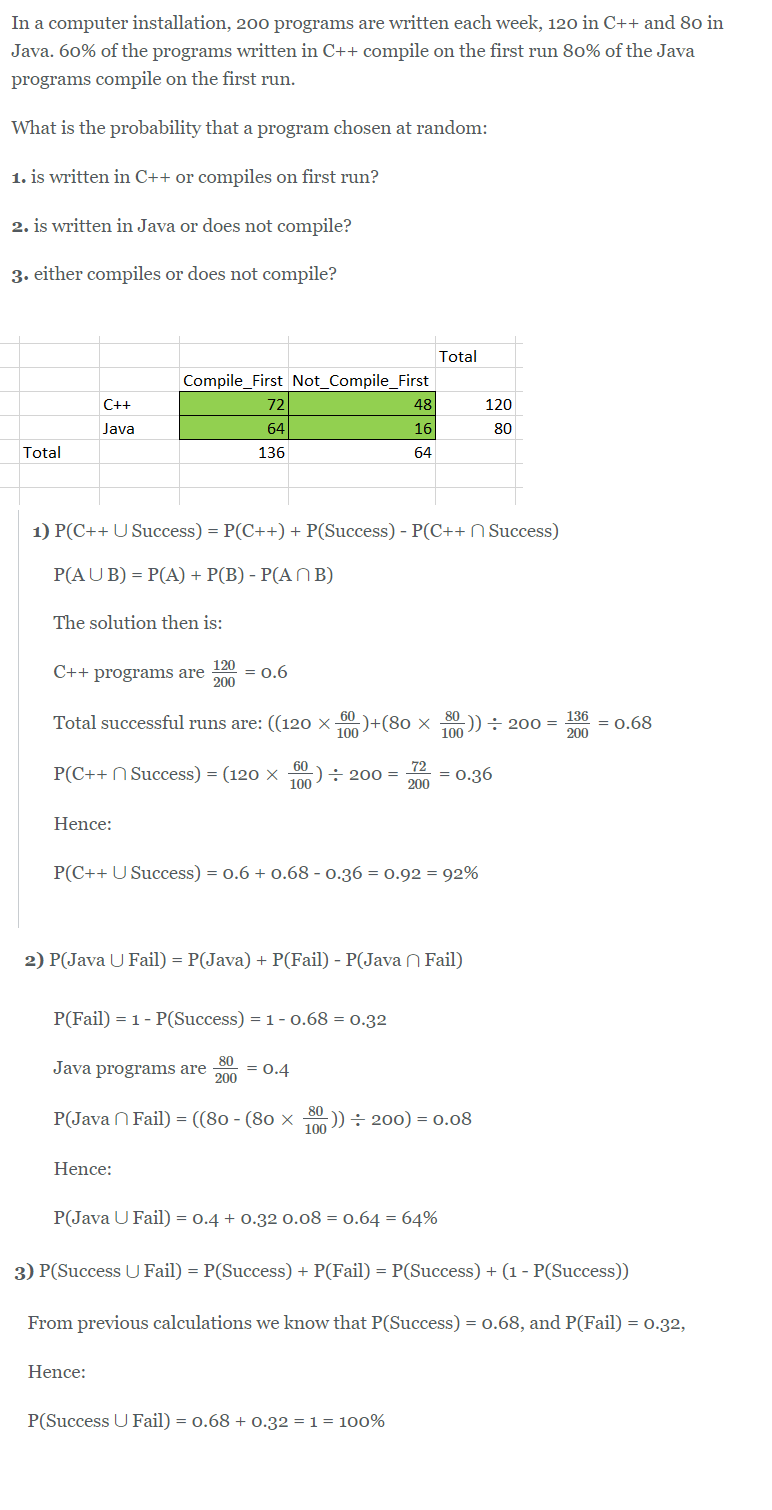 In a computer installation, 200 programs are written each week, 120 in C++ and 80 in
Java. 60% of the programs written in C++ compile on the first run 80% of the Java
programs compile on the first run.
What is the probability that a program chosen at random:
1. is written in C++ or compiles on first run?
2. is written in Java or does not compile?
3. either compiles or does not compile?
Total
Compile_First Not_Compile_First
C++ 72 48 120
Java 64 16 80
Total 136 64
1) P(C++ ∪ Success) = P(C++) + P(Success) - P(C++ ∩ Success)
P(A ∪ B) = P(A) + P(B) - P(A ∩ B)
The solution then is:
C++ programs are 120/200 = 0.6
Total successful runs are: ((120 × 60/100)+(80 × 80/100)) ÷ 200 = 136/200 = 0.68
P(C++ ∩ Success) = (120 × 60/100) ÷ 200 = 72/200 = 0.36
Hence:
P(C++ ∪ Success) = 0.6 + 0.68 - 0.36 = 0.92 = 92%
2) P(Java ∪ Fail) = P(Java) + P(Fail) - P(Java ∩ Fail)
P(Fail) = 1 - P(Success) = 1 - 0.68 = 0.32
Java programs are 80/200 = 0.4
P(Java ∩ Fail) = ((80 - (80 × 80/100)) ÷ 200) = 0.08
Hence:
P(Java ∪ Fail) = 0.4 + 0.32 0.08 = 0.64 = 64%
3) P(Success ∪ Fail) = P(Success) + P(Fail) = P(Success) + (1 - P(Success))
From previous calculations we know that P(Success) = 0.68, and P(Fail) = 0.32,
Hence:
P(Success ∪ Fail) = 0.68 + 0.32 = 1 = 100%